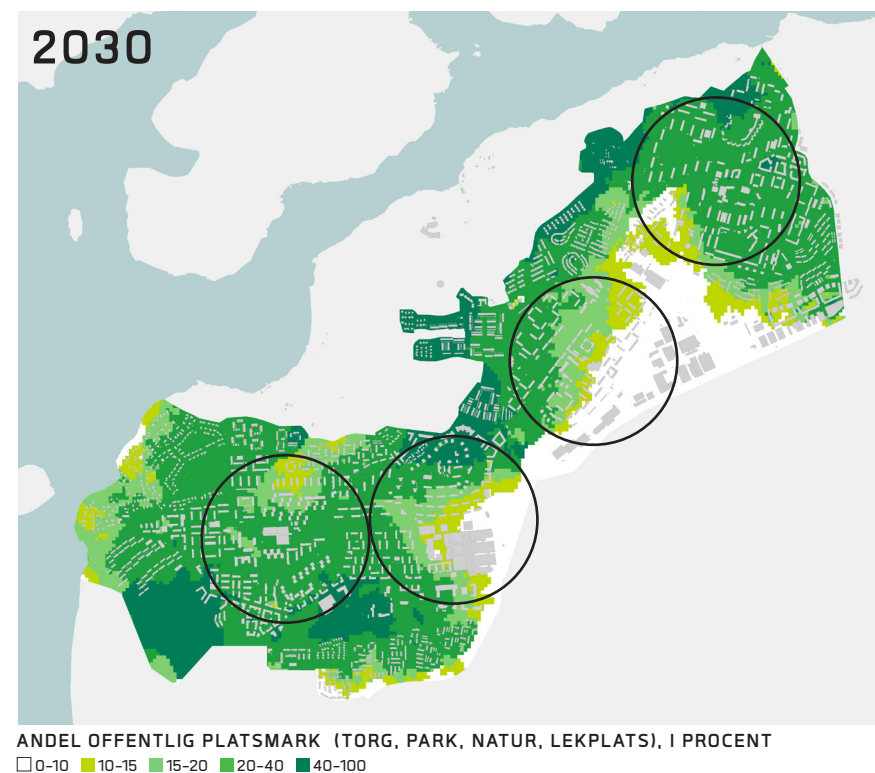 2030
ANDEL OFFENTLIG PLATSMARK (TORG, PARK, NATUR, LEKPLATS), I PROCENT
0-10 10-15 15-20 20-40 40-100